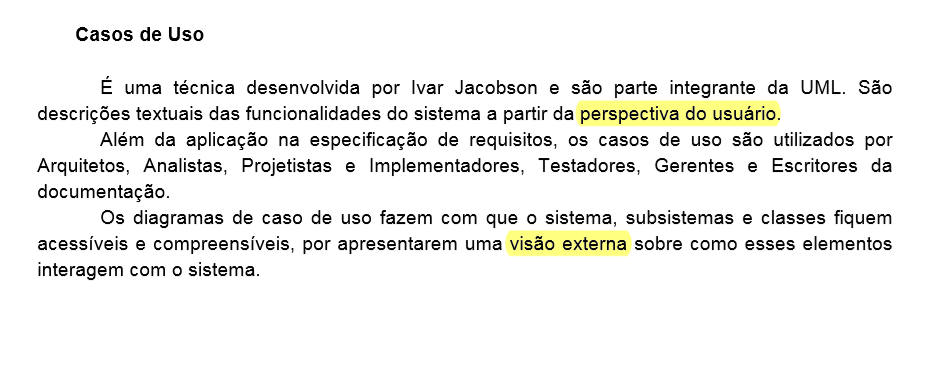 Casos de Uso
É uma técnica desenvolvida por Ivar Jacobson e são parte integrante da UML. São
descrições textuais das funcionalidades do sistema a partir da perspectiva do usuário.
Além da aplicação na especificação de requisitos, os casos de uso são utilizados por
Arquitetos, Analistas, Projetistas e Implementadores, Testadores, Gerentes e Escritores da
documentação.
Os diagramas de caso de uso fazem com que o sistema, subsistemas e classes fiquem
acessíveis e compreensíveis, por apresentarem uma visão externa sobre como esses elementos
interagem com o sistema.